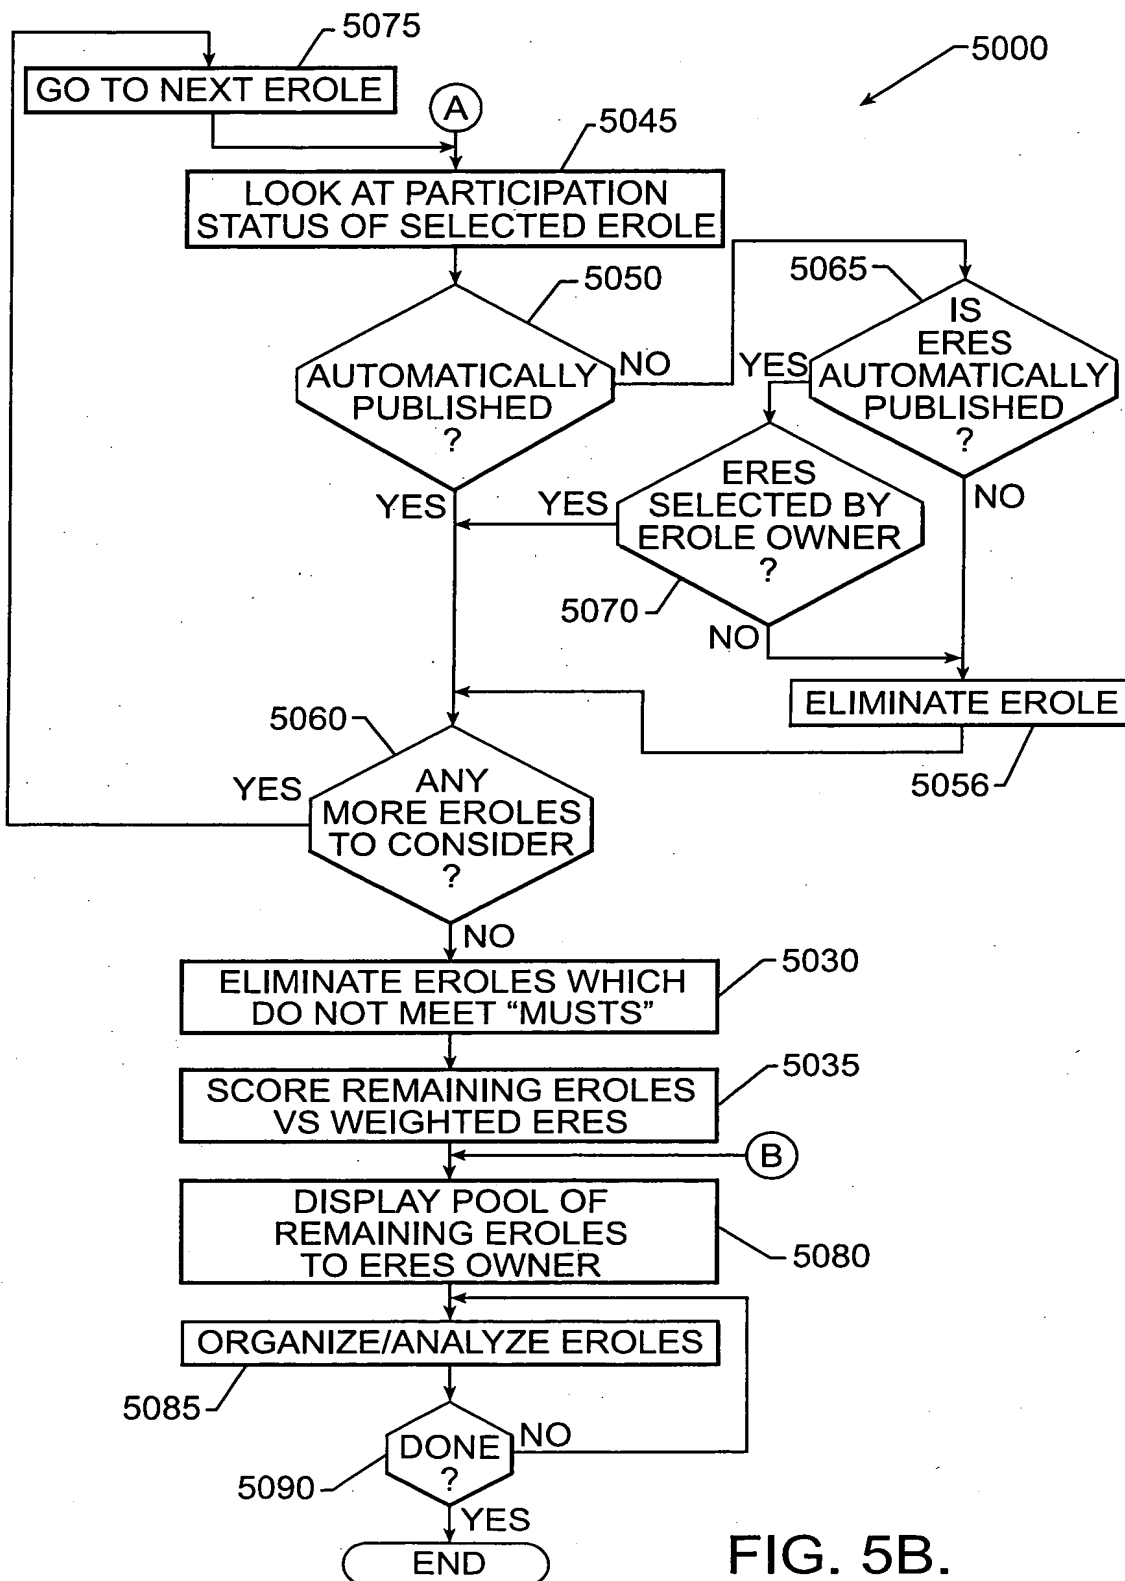 5075
5000
GO TO NEXT EROLE
A
5045
LOOK AT PARTICIPATION
STATUS OF SELECTED EROLE
5050
5065
AUTOMATICALLY
PUBLISHED
?
NO
YES
IS
ERES
AUTOMATICALLY
PUBLISHED
?
YES
NO
ERES
SELECTED BY
EROLE OWNER
?
YES
5070
NO
ELIMINATE EROLE
5056
5060
YES
ANY
MORE EROLES
TO CONSIDER
?
NO
ELIMINATE EROLES WHICH
DO NOT MEET “MUSTS”
5030
SCORE REMAINING EROLES
VS WEIGHTED ERES
5035
B
DISPLAY POOL OF
REMAINING EROLES
TO ERES OWNER
5080
ORGANIZE/ANALYZE EROLES
5085
DONE
?
NO
5090
YES
END
FIG. 5B.